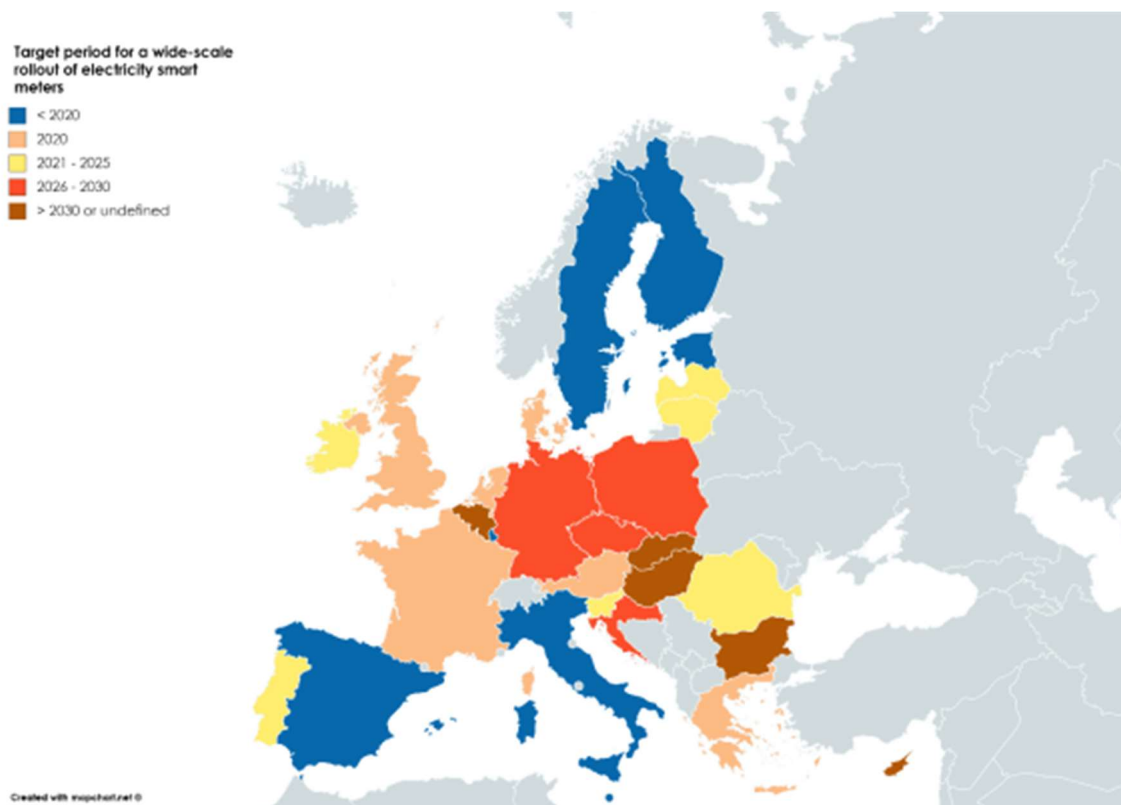 Target period for a wide-scale
rollout of electricity smart
meters
< 2020
2020
2021 - 2025
2026 - 2030
> 2030 or undefined
Created with mapchart.net ©